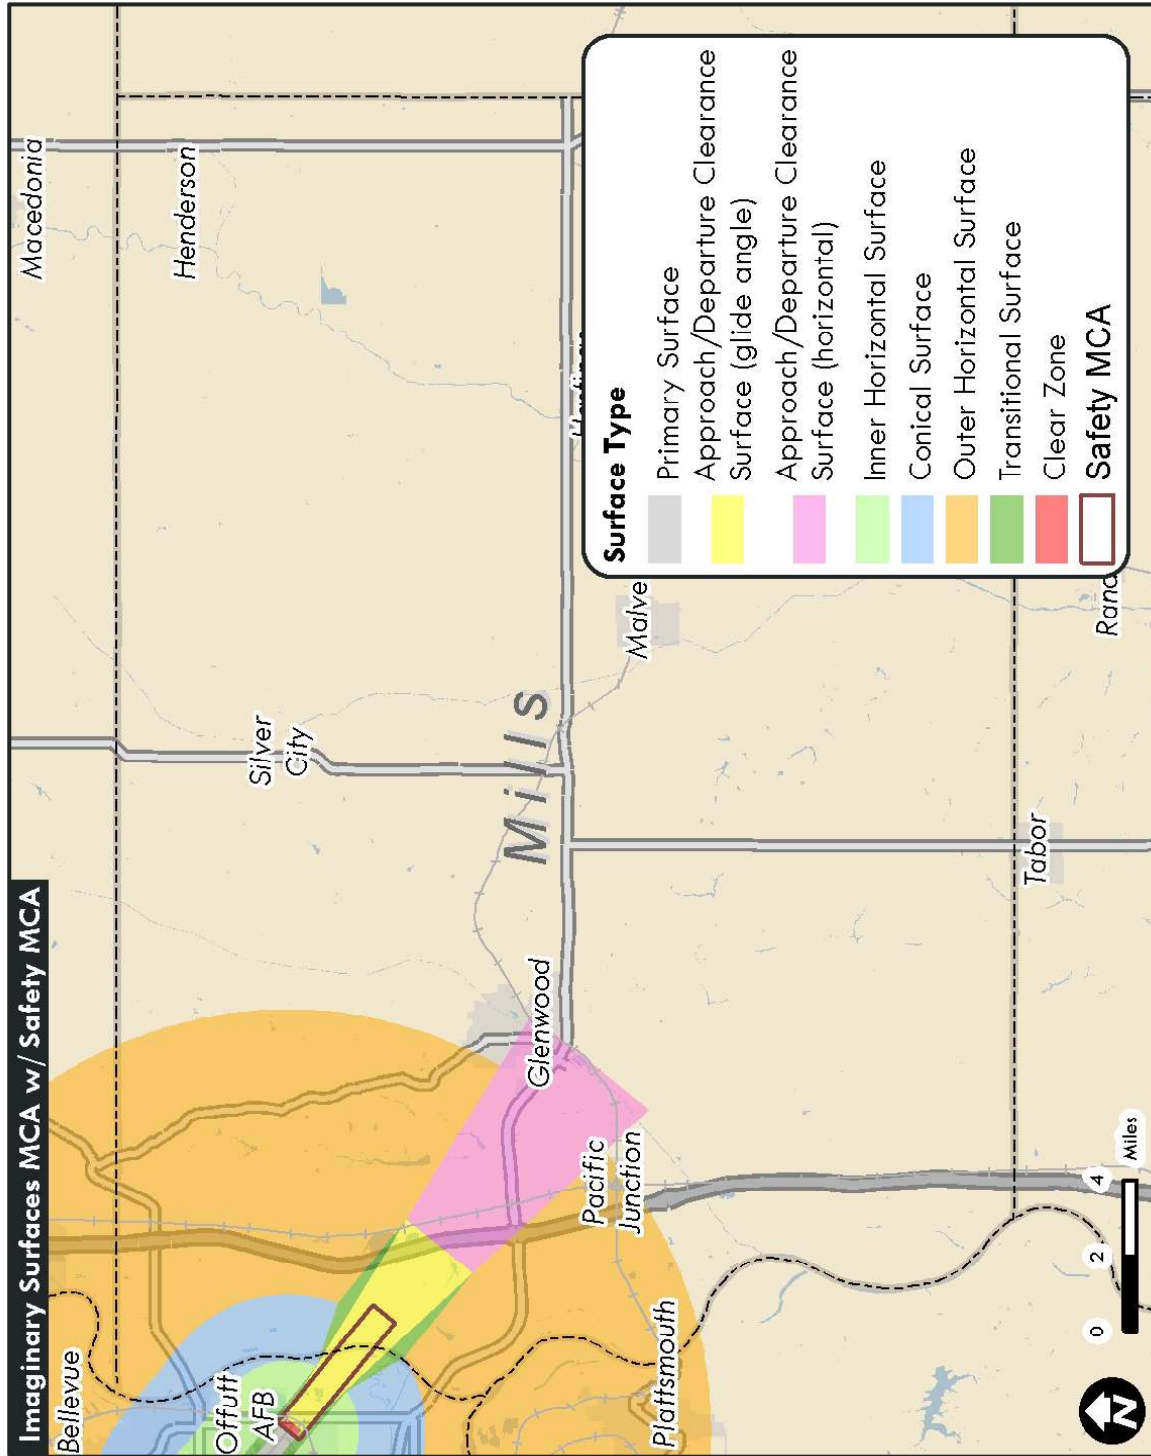 Imaginary Surfaces MCA w/ Safety MCA
Macedonia
Henderson
Silver
City
Bellevue
Offutt
AFB
Mills
Glenwood
Malve
Pacific
Junction
Plattsmouth
Tabor
Rand
Surface Type
Primary Surface
Approach/Departure Clearance
Surface (glide angle)
Approach/Departure Clearance
Surface (horizontal)
Inner Horizontal Surface
Conical Surface
Outer Horizontal Surface
Transitional Surface
Clear Zone
Safety MCA
0 2 4
Miles
N